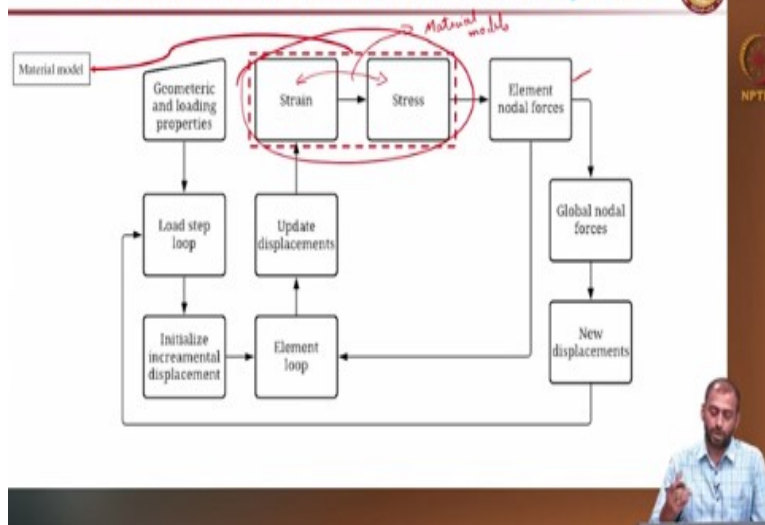 Material models
Material model
Geometeric
and loading
properties
Strain
Stress
Element
nodal forces
NPT
Load step
loop
Update
displacements
Global nodal
forces
Initialize
increamental
displacement
Element
loop
New
displacements